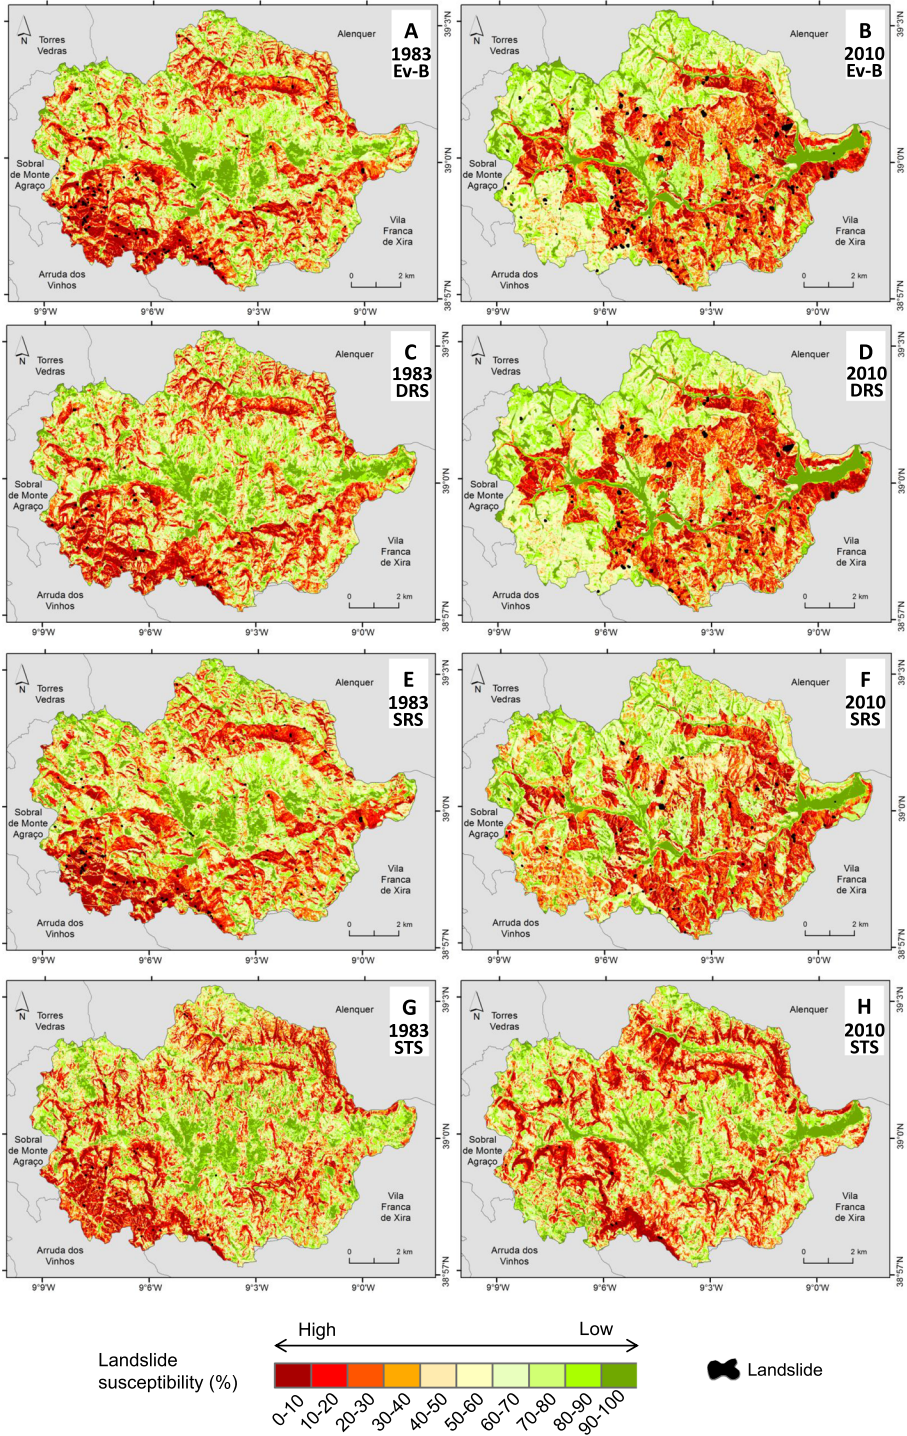 A
1983
Ev-B
N
Torres
Vedras
Alenquer
39°3'N
Sobral
de Monte
Agraço
39°0'N
Vila
Franca
de Xira
Arruda dos
Vinhos
0 2 km
38°57'N
9°9'W 9°6'W 9°3'W 9°0'W
B
2010
Ev-B
N
Torres
Vedras
Alenquer
39°3'N
Sobral
de Monte
Agraço
39°0'N
Vila
Franca
de Xira
Arruda dos
Vinhos
0 2 km
38°57'N
9°9'W 9°6'W 9°3'W 9°0'W
C
1983
DRS
N
Torres
Vedras
Alenquer
39°3'N
Sobral
de Monte
Agraço
39°0'N
Vila
Franca
de Xira
Arruda dos
Vinhos
0 2 km
38°57'N
9°9'W 9°6'W 9°3'W 9°0'W
D
2010
DRS
N
Torres
Vedras
Alenquer
39°3'N
Sobral
de Monte
Agraço
39°0'N
Vila
Franca
de Xira
Arruda dos
Vinhos
0 2 km
38°57'N
9°9'W 9°6'W 9°3'W 9°0'W
E
1983
SRS
N
Torres
Vedras
Alenquer
39°3'N
Sobral
de Monte
Agraço
39°0'N
Vila
Franca
de Xira
Arruda dos
Vinhos
0 2 km
38°57'N
9°9'W 9°6'W 9°3'W 9°0'W
F
2010
SRS
N
Torres
Vedras
Alenquer
39°3'N
Sobral
de Monte
Agraço
39°0'N
Vila
Franca
de Xira
Arruda dos
Vinhos
0 2 km
38°57'N
9°9'W 9°6'W 9°3'W 9°0'W
G
1983
STS
N
Torres
Vedras
Alenquer
39°3'N
Sobral
de Monte
Agraço
39°0'N
Vila
Franca
de Xira
Arruda dos
Vinhos
0 2 km
38°57'N
9°9'W 9°6'W 9°3'W 9°0'W
H
2010
STS
N
Torres
Vedras
Alenquer
39°3'N
Sobral
de Monte
Agraço
39°0'N
Vila
Franca
de Xira
Arruda dos
Vinhos
0 2 km
38°57'N
9°9'W 9°6'W 9°3'W 9°0'W
High Low
Landslide
susceptibility (%)
0-10 10-20 20-30 30-40 40-50 50-60 60-70 70-80 80-90 90-100
Landslide